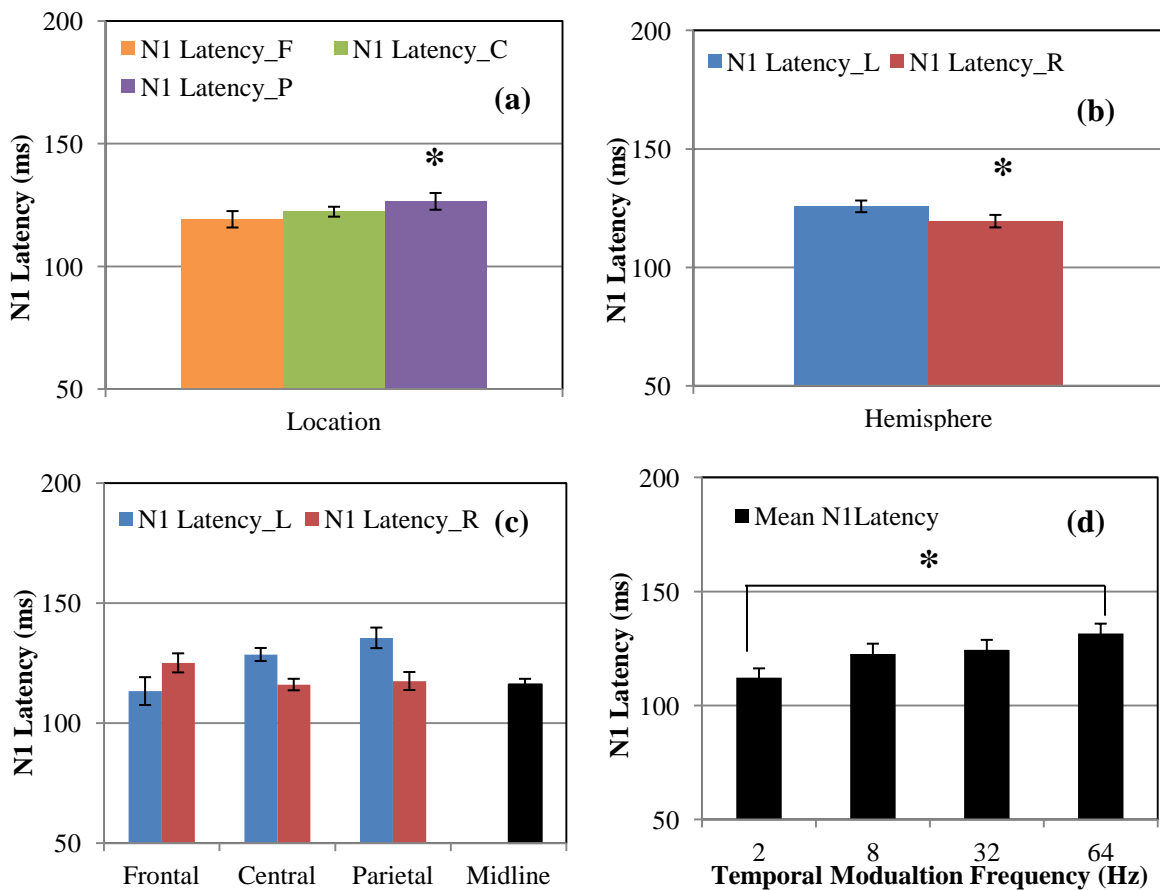 200
150
100
50
N1 Latency (ms)
N1 Latency_F N1 Latency_C
N1 Latency_P
(a)
*
Location
200
150
100
50
N1 Latency (ms)
N1 Latency_L N1 Latency_R
(b)
*
Hemisphere
200
150
100
50
N1 Latency (ms)
N1 Latency_L N1 Latency_R
(c)
Frontal Central Parietal Midline
200
150
100
50
N1 Latency (ms)
Mean N1Latency
(d)
*
2 8 32 64
Temporal Modualtion Frequency (Hz)